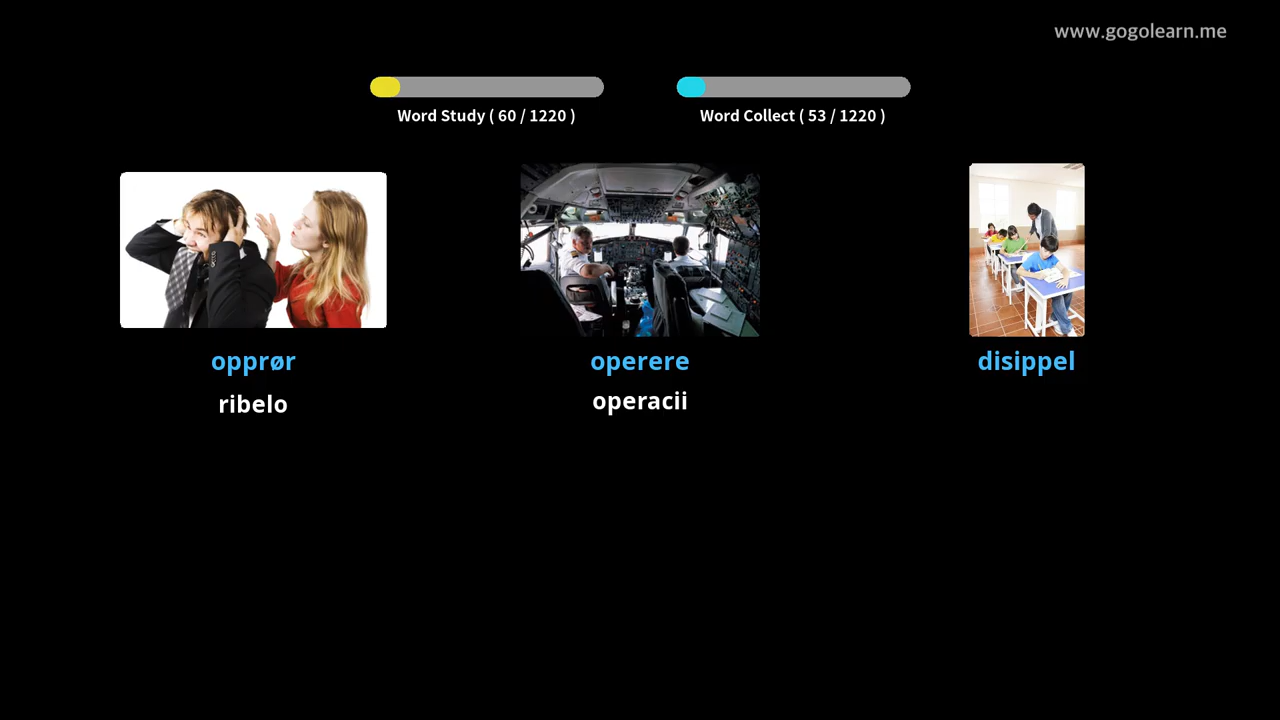 www.gogolearn.me
Word Study ( 60 / 1220 )
Word Collect ( 53 / 1220 )
opprør
operere
disippel
ribelo
operacii